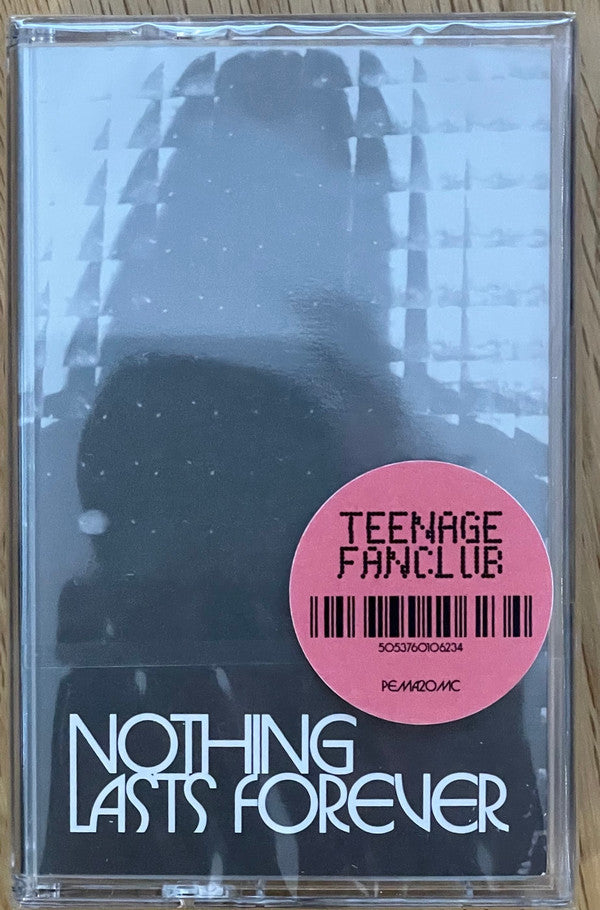 TEENAGE
FANCLUB
5053760106234
PEMA20MC
NOTHING
LASTS FOREVER